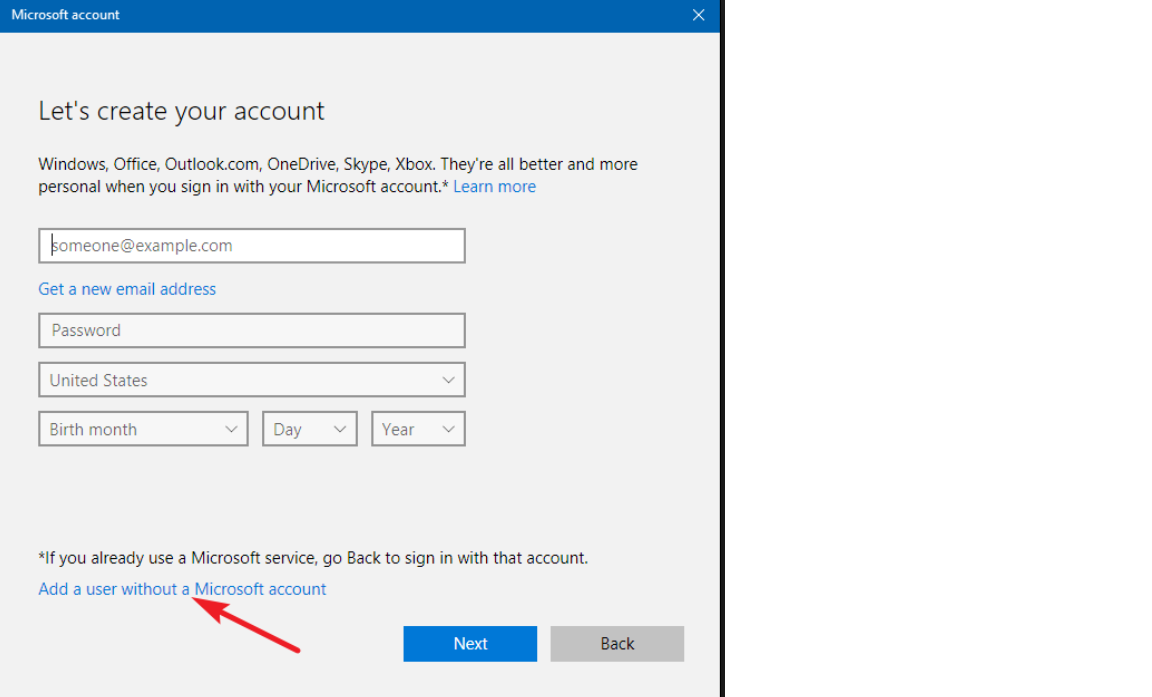 Microsoft account
Let's create your account
Windows, Office, Outlook.com, OneDrive, Skype, Xbox. They're all better and more
personal when you sign in with your Microsoft account.* Learn more
someone@example.com
Get a new email address
Password
United States
Birth month Day Year
*If you already use a Microsoft service, go Back to sign in with that account.
Add a user without a Microsoft account
Next Back